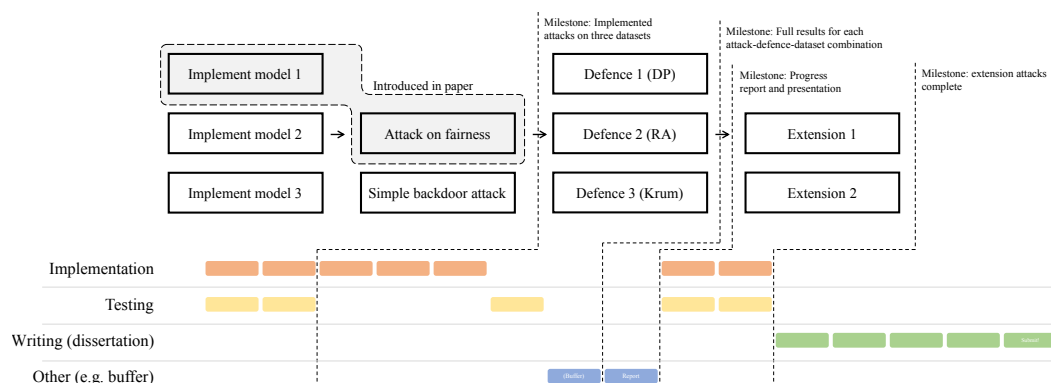 Milestone: Implemented
attacks on three datasets
Milestone: Full results for each
attack-defence-dataset combination
Implement model 1
Introduced in paper
Defence 1 (DP)
Milestone: Progress
report and presentation
Milestone: extension attacks
complete
Implement model 2
Attack on fairness
Defence 2 (RA)
Extension 1
Implement model 3
Simple backdoor attack
Defence 3 (Krum)
Extension 2
Implementation
Testing
Writing (dissertation)
Submit
Other (e.g. buffer)
(Buffer)
Report